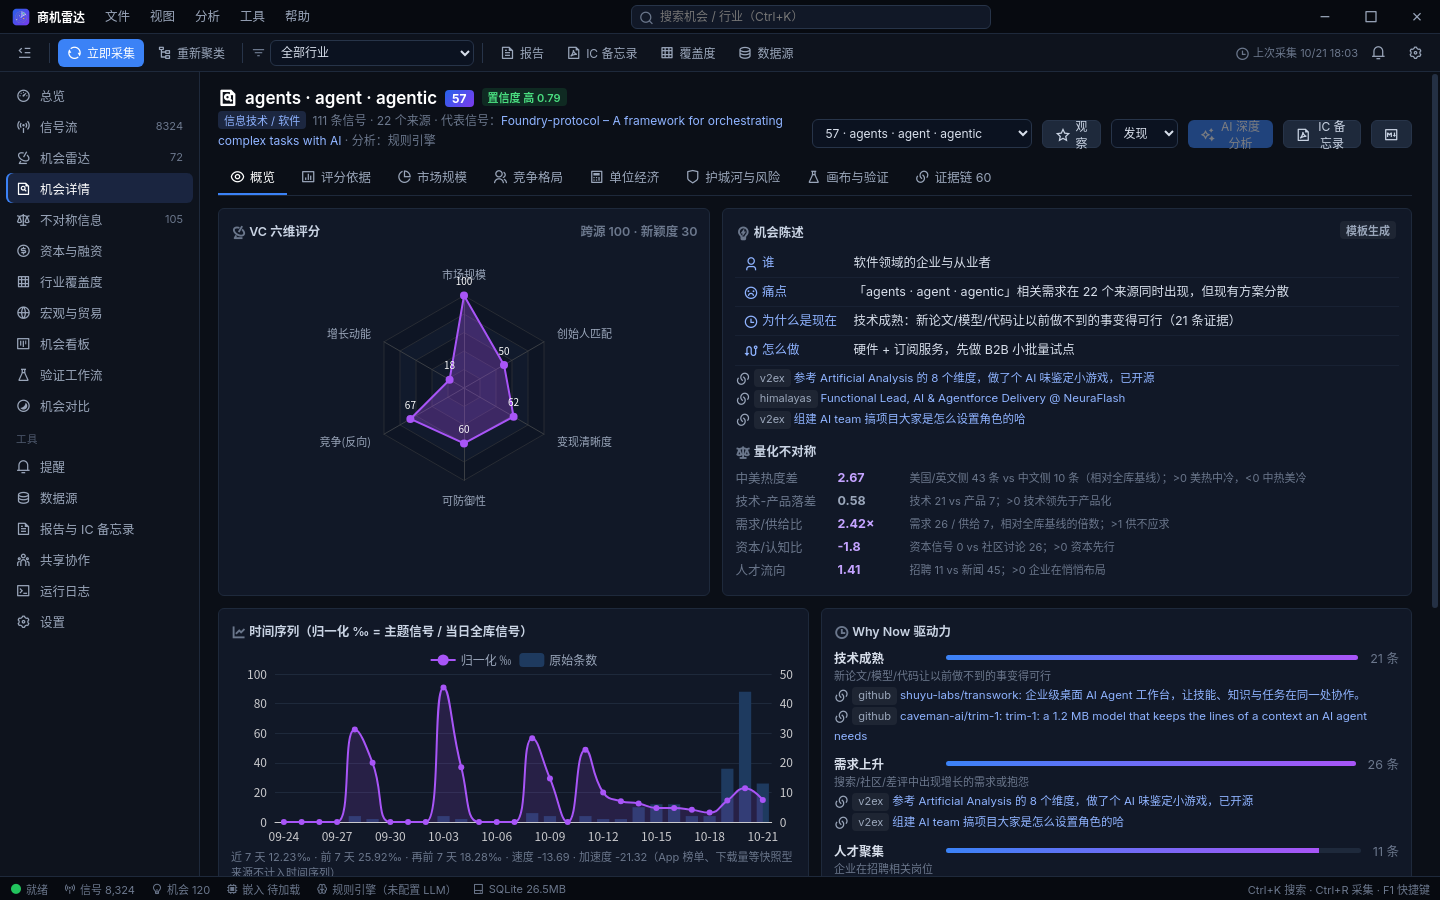 商机雷达 文件 视图 分析 工具 帮助 搜索机会 / 行业（Ctrl+K）
立即采集 重新聚类 全部行业 报告 IC 备忘录 覆盖度 数据源 上次采集 10/21 18:03
总览
信号流 8324
机会雷达 72
机会详情
不对称信息 105
资本与融资
行业覆盖度
宏观与贸易
机会看板
验证工作流
机会对比
工具
提醒
数据源
报告与 IC 备忘录
共享协作
运行日志
设置
agents · agent · agentic 57 置信度 高 0.79
信息技术 / 软件 111 条信号 · 22 个来源 · 代表信号：Foundry-protocol – A framework for orchestrating
complex tasks with AI · 分析：规则引擎
57 · agents · agent · agentic
观
察
发现
AI 深度
分析
IC 备
忘录
概览 评分依据 市场规模 竞争格局 单位经济 护城河与风险 画布与验证 证据链 60
VC 六维评分 跨源 100 · 新颖度 30
市场规模
100
增长动能 创始人匹配
50
18
67 62
60
竞争(反向) 变现清晰度
可防御性
机会陈述 模板生成
谁 软件领域的企业与从业者
痛点 「agents · agent · agentic」相关需求在 22 个来源同时出现，但现有方案分散
为什么是现在 技术成熟：新论文/模型/代码让以前做不到的事变得可行（21 条证据）
怎么做 硬件 + 订阅服务，先做 B2B 小批量试点
v2ex 参考 Artificial Analysis 的 8 个维度，做了个 AI 味鉴定小游戏，已开源
himalayas Functional Lead, AI & Agentforce Delivery @ NeuraFlash
v2ex 组建 AI team 搞项目大家是怎么设置角色的哈
量化不对称
中美热度差 2.67 美国/英文侧 43 条 vs 中文侧 10 条（相对全库基线）；>0 美热中冷，<0 中热美冷
技术-产品落差 0.58 技术 21 vs 产品 7；>0 技术领先于产品化
需求/供给比 2.42× 需求 26 / 供给 7，相对全库基线的倍数；>1 供不应求
资本/认知比 -1.8 资本信号 0 vs 社区讨论 26；>0 资本先行
人才流向 1.41 招聘 11 vs 新闻 45；>0 企业在悄悄布局
时间序列（归一化 ‰ = 主题信号 / 当日全库信号）
归一化 ‰ 原始条数
100 50
80 40
60 30
40 20
20 10
0 0
09-24 09-27 09-30 10-03 10-06 10-09 10-12 10-15 10-18 10-21
近 7 天 12.23‰ · 前 7 天 25.92‰ · 再前 7 天 18.28‰ · 速度 -13.69 · 加速度 -21.32（App 榜单、下载量等快照型
来源不计入时间序列）
Why Now 驱动力
技术成熟 21 条
新论文/模型/代码让以前做不到的事变得可行
github shuyu-labs/transwork: 企业级桌面 AI Agent 工作台，让技能、知识与任务在同一处协作。
github caveman-ai/trim-1: trim-1: a 1.2 MB model that keeps the lines of a context an AI agent
needs
需求上升 26 条
搜索/社区/差评中出现增长的需求或抱怨
v2ex 参考 Artificial Analysis 的 8 个维度，做了个 AI 味鉴定小游戏，已开源
v2ex 组建 AI team 搞项目大家是怎么设置角色的哈
人才聚集 11 条
企业在招聘相关岗位
就绪 信号 8,324 机会 120 嵌入 待加载 规则引擎（未配置 LLM） SQLite 26.5MB Ctrl+K 搜索 · Ctrl+R 采集 · F1 快捷键